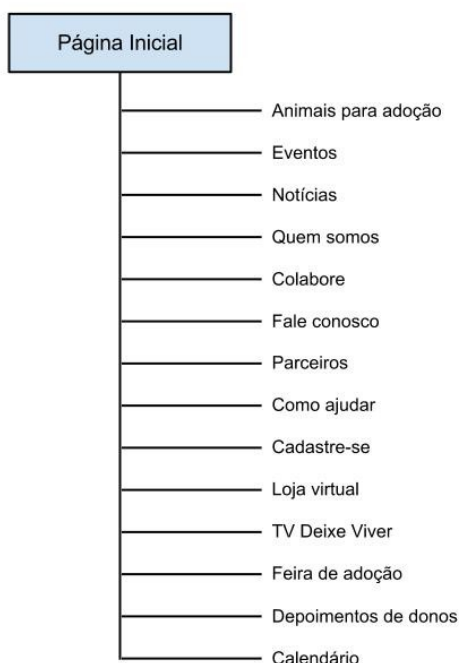 Página Inicial
Animais para adoção
Eventos
Notícias
Quem somos
Colabore
Fale conosco
Parceiros
Como ajudar
Cadastre-se
Loja virtual
TV Deixe Viver
Feira de adoção
Depoimentos de donos
Calendário